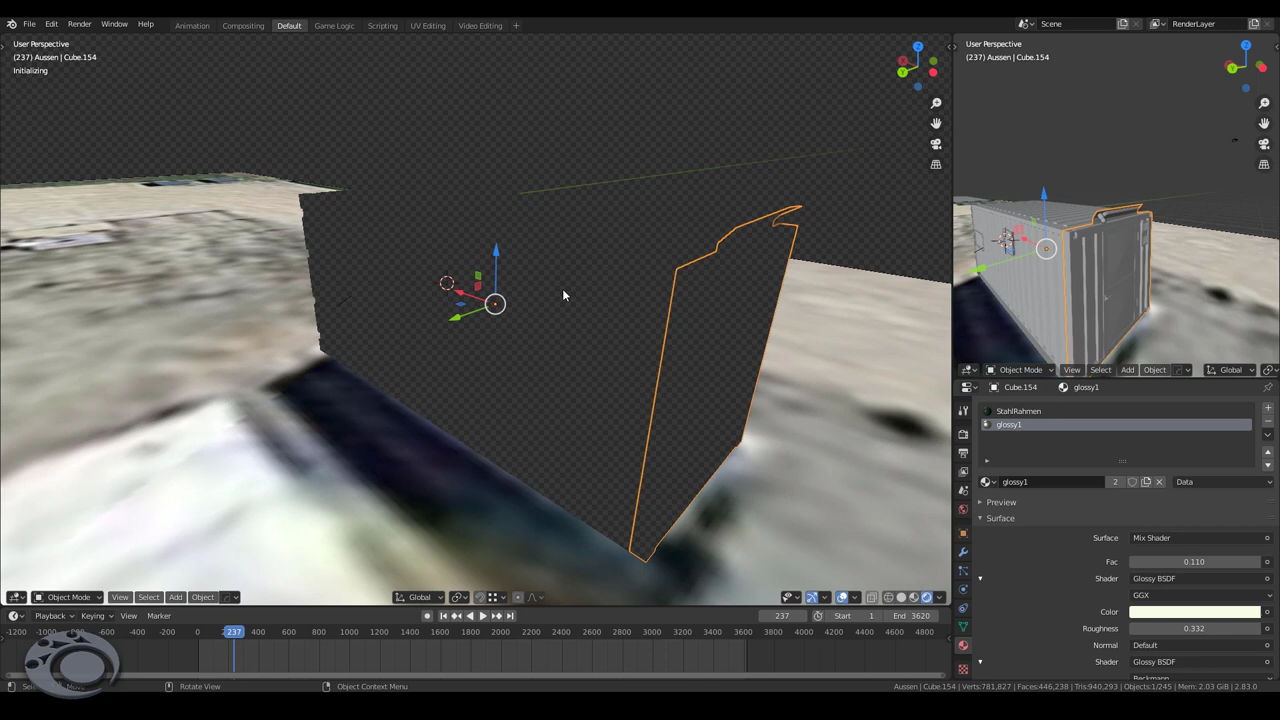 File Edit Render Window Help
Animation Compositing Default Game Logic Scripting UV Editing Video Editing +
Scene
RenderLayer
User Perspective
(237) Aussen | Cube.154
Initializing
User Perspective
(237) Aussen | Cube.154
Object Mode View Select Add Object Global
Cube.154 glossy1
StahlRahmen
glossy1
glossy1 2 Data
Preview
Surface
Surface Mix Shader
Fac 0.110
Shader Glossy BSDF
GGX
Color
Roughness 0.332
Normal Default
Shader Glossy BSDF
Beckmann
Object Mode View Select Add Object Global
Playback Keying View Marker 237 Start 1 End 3620
-1200 -1000 -800 -600 -400 -200 0 237 400 600 800 1000 1200 1400 1600 1800 2000 2200 2400 2600 2800 3000 3200 3400 3600 3800 4000 4200 4400 4600 4800
Rotate View Object Context Menu
Aussen | Cube.154 | Verts:781,827 | Faces:446,238 | Tris:940,293 | Objects:1/245 | Mem: 2.03 GiB | 2.83.0